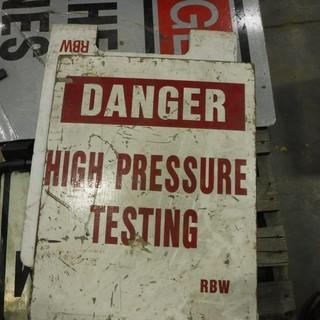 RBW
DANGER
HIGH PRESSURE
TESTING
RBW